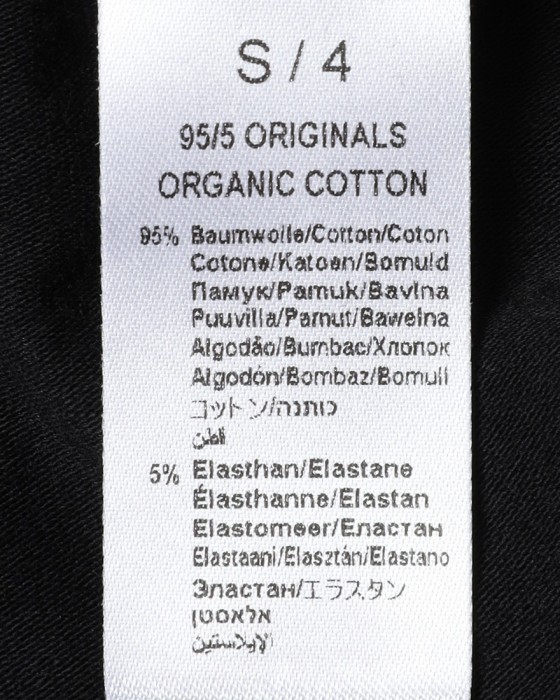 S / 4
95/5 ORIGINALS
ORGANIC COTTON
95% Baumwolle/Cotton/Coton
Cotone/Katoen/Bomuld
Памук/Pamuk/Bavlna
Puuvilla/Pamut/Bawełna
Algodão/Bumbac/Хлопок
Algodón/Bombaz/Bomull
コットン/כותנה
قطن
5% Elasthan/Elastane
Élasthanne/Elastan
Elastomeer/Еластан
Elastaani/Elasztán/Elastano
Эластан/エラスタン
אלאסטן
الإيلاستين